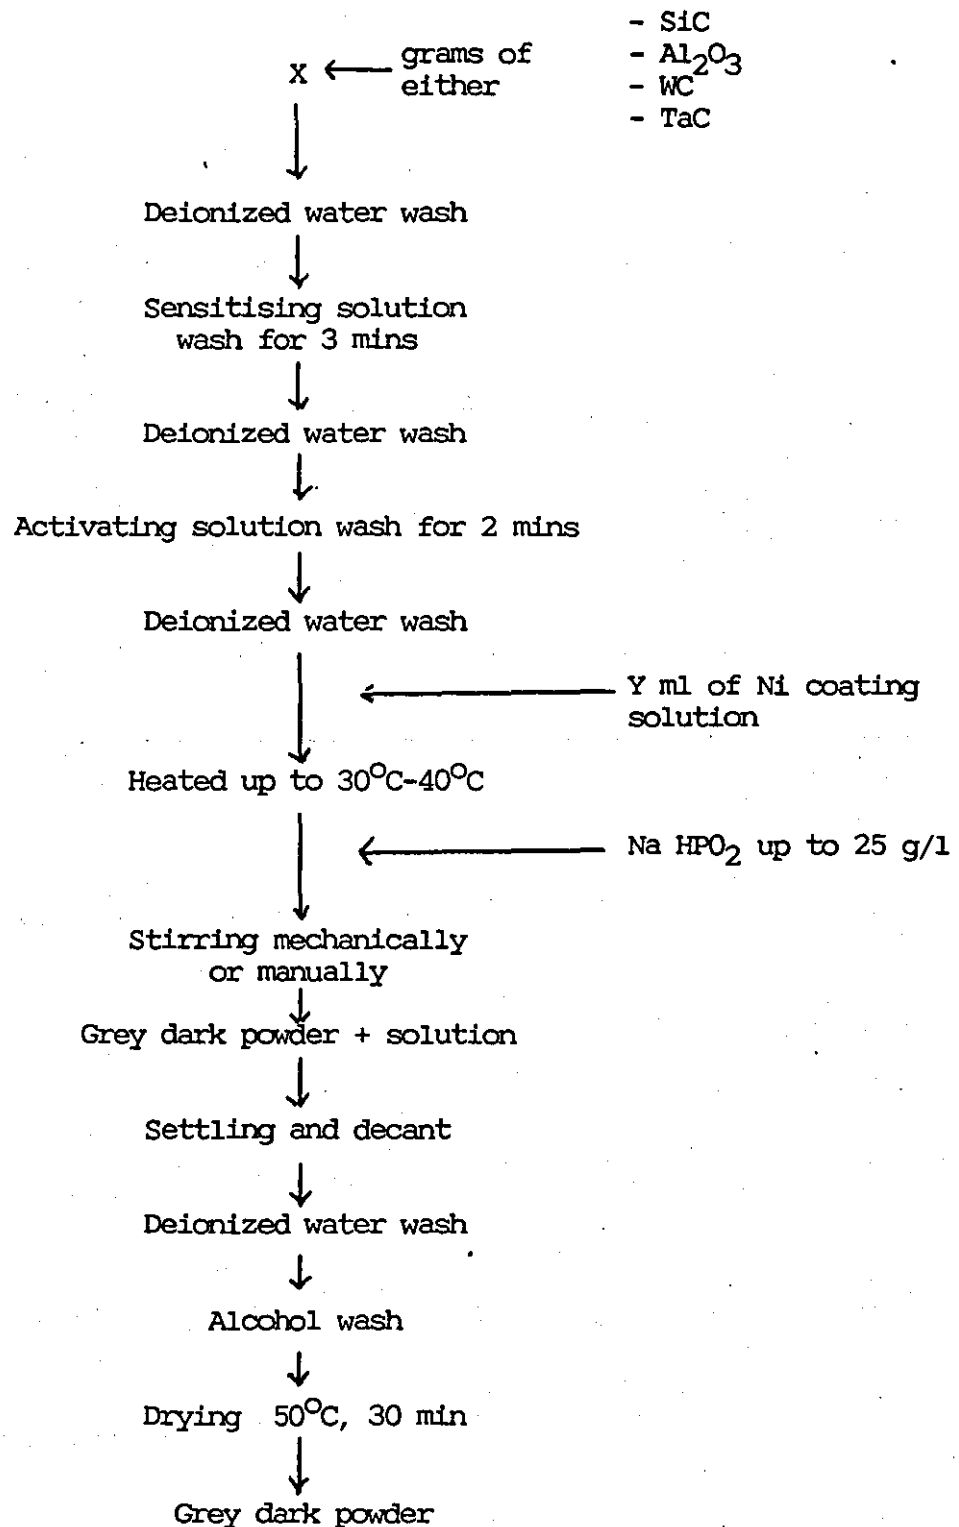 X
grams of
either
- SiC
- Al2O3
- WC
- TaC
Deionized water wash
Sensitising solution
wash for 3 mins
Deionized water wash
Activating solution wash for 2 mins
Deionized water wash
Y ml of Ni coating
solution
Heated up to 30°C-40°C
Na HPO2 up to 25 g/l
Stirring mechanically
or manually
Grey dark powder + solution
Settling and decant
Deionized water wash
Alcohol wash
Drying 50°C, 30 min
Grey dark powder